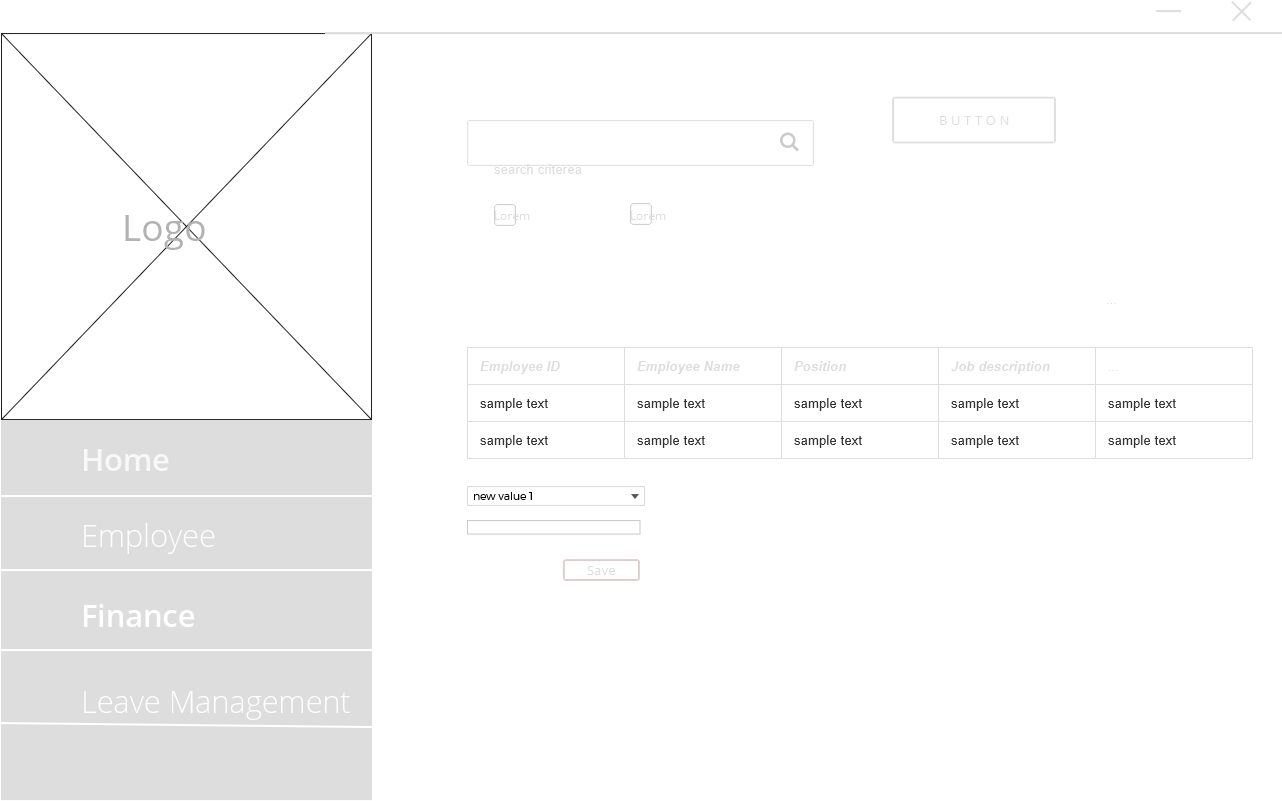 Logo
Home
Employee
Finance
Leave Management
BUTTON
search criterea
Lorem Lorem
...
Employee ID Employee Name Position Job description ...
sample text sample text sample text sample text sample text
sample text sample text sample text sample text sample text
new value 1
Save